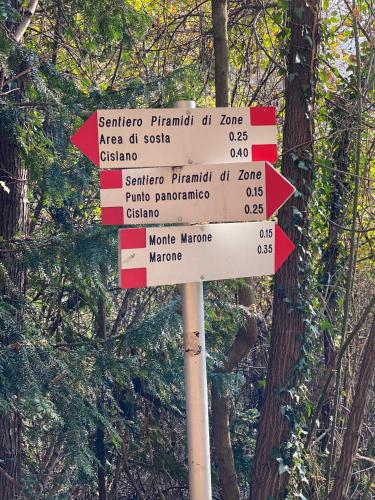 Sentiero Piramidi di Zone
Area di sosta 0.25
Cislano 0.40
Sentiero Piramidi di Zone
Punto panoramico 0.15
Cislano 0.25
Monte Marone 0.15
Marone 0.35